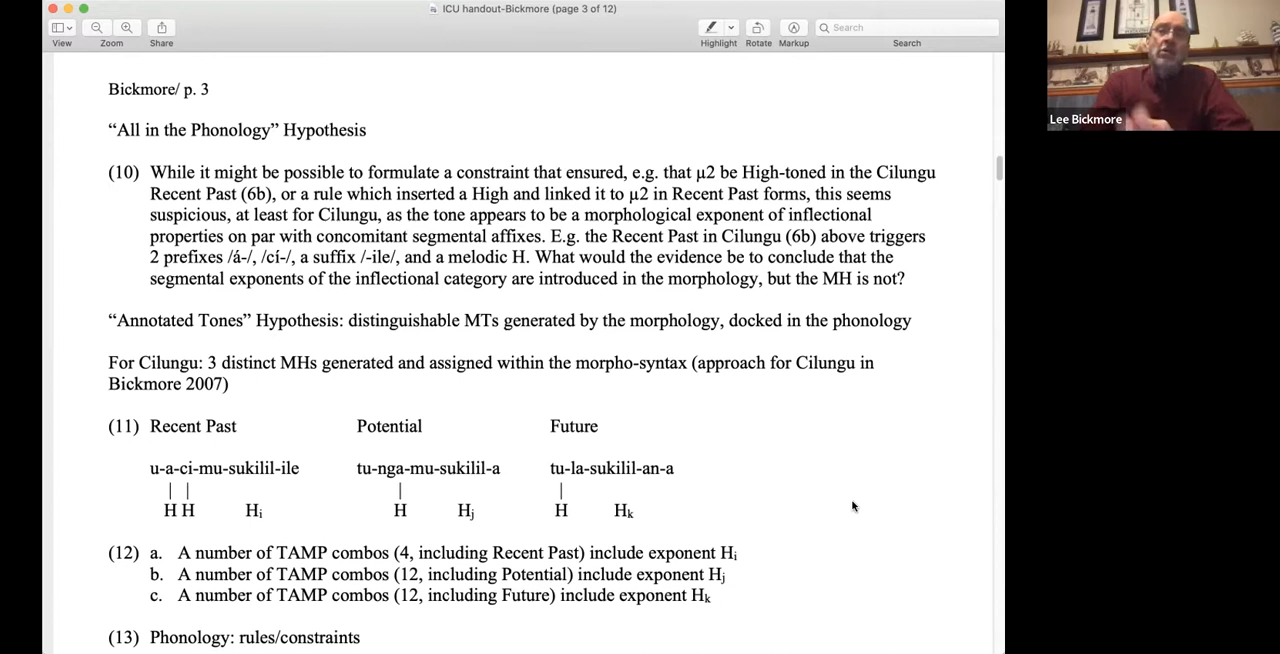 ICU handout-Bickmore (page 3 of 12)
View Zoom Share Highlight Rotate Markup Search
Search
Bickmore/ p. 3
“All in the Phonology” Hypothesis
(10) While it might be possible to formulate a constraint that ensured, e.g. that μ2 be High-toned in the Cilungu
Recent Past (6b), or a rule which inserted a High and linked it to μ2 in Recent Past forms, this seems
suspicious, at least for Cilungu, as the tone appears to be a morphological exponent of inflectional
properties on par with concomitant segmental affixes. E.g. the Recent Past in Cilungu (6b) above triggers
2 prefixes /á-/, /cí-/, a suffix /-ile/, and a melodic H. What would the evidence be to conclude that the
segmental exponents of the inflectional category are introduced in the morphology, but the MH is not?
“Annotated Tones” Hypothesis: distinguishable MTs generated by the morphology, docked in the phonology
For Cilungu: 3 distinct MHs generated and assigned within the morpho-syntax (approach for Cilungu in
Bickmore 2007)
(11) Recent Past Potential Future
u-a-ci-mu-sukilil-ile tu-nga-mu-sukilil-a tu-la-sukilil-an-a
| | | |
H H Hi H Hj H Hk
(12) a. A number of TAMP combos (4, including Recent Past) include exponent Hi
b. A number of TAMP combos (12, including Potential) include exponent Hj
c. A number of TAMP combos (12, including Future) include exponent Hk
(13) Phonology: rules/constraints
Lee Bickmore